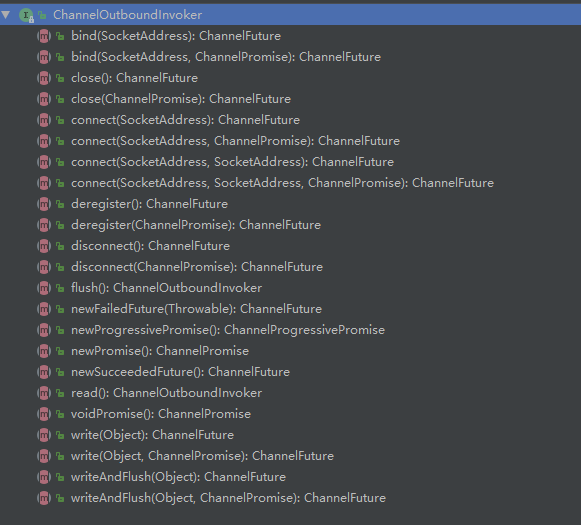 ChannelOutboundInvoker
bind(SocketAddress): ChannelFuture
bind(SocketAddress, ChannelPromise): ChannelFuture
close(): ChannelFuture
close(ChannelPromise): ChannelFuture
connect(SocketAddress): ChannelFuture
connect(SocketAddress, ChannelPromise): ChannelFuture
connect(SocketAddress, SocketAddress): ChannelFuture
connect(SocketAddress, SocketAddress, ChannelPromise): ChannelFuture
deregister(): ChannelFuture
deregister(ChannelPromise): ChannelFuture
disconnect(): ChannelFuture
disconnect(ChannelPromise): ChannelFuture
flush(): ChannelOutboundInvoker
newFailedFuture(Throwable): ChannelFuture
newProgressivePromise(): ChannelProgressivePromise
newPromise(): ChannelPromise
newSucceededFuture(): ChannelFuture
read(): ChannelOutboundInvoker
voidPromise(): ChannelPromise
write(Object): ChannelFuture
write(Object, ChannelPromise): ChannelFuture
writeAndFlush(Object): ChannelFuture
writeAndFlush(Object, ChannelPromise): ChannelFuture